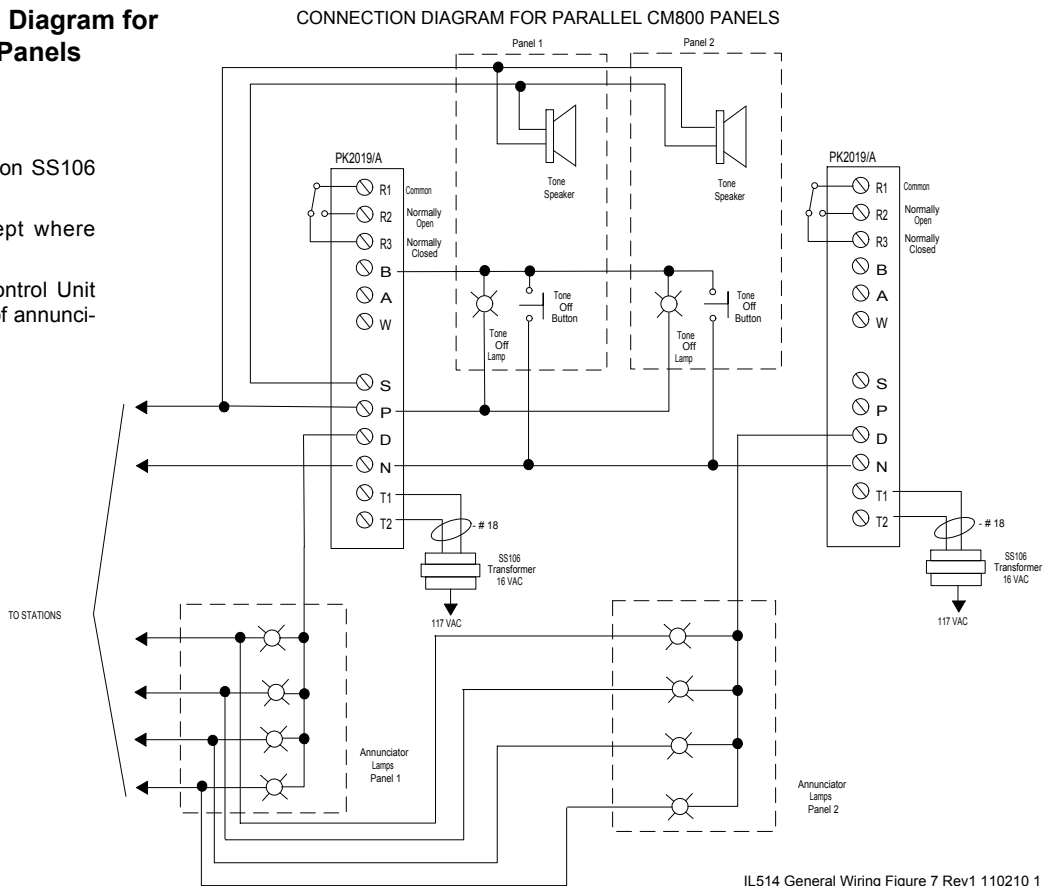 Diagram for
Panels
on SS106
ept where
ontrol Unit
of annunci-
CONNECTION DIAGRAM FOR PARALLEL CM800 PANELS
Panel 1
Panel 2
Tone
Speaker
Tone
Speaker
PK2019/A
R1 Common
R2 Normally
Open
R3 Normally
Closed
B
A
W
S
P
D
N
T1
T2
Tone
Off
Lamp
Tone
Off
Button
Tone
Off
Lamp
Tone
Off
Button
- # 18
SS106
Transformer
16 VAC
117 VAC
PK2019/A
R1 Common
R2 Normally
Open
R3 Normally
Closed
B
A
W
S
P
D
N
T1
T2
- # 18
SS106
Transformer
16 VAC
117 VAC
TO STATIONS
Annunciator
Lamps
Panel 1
Annunciator
Lamps
Panel 2
IL514 General Wiring Figure 7 Rev1 110210 1